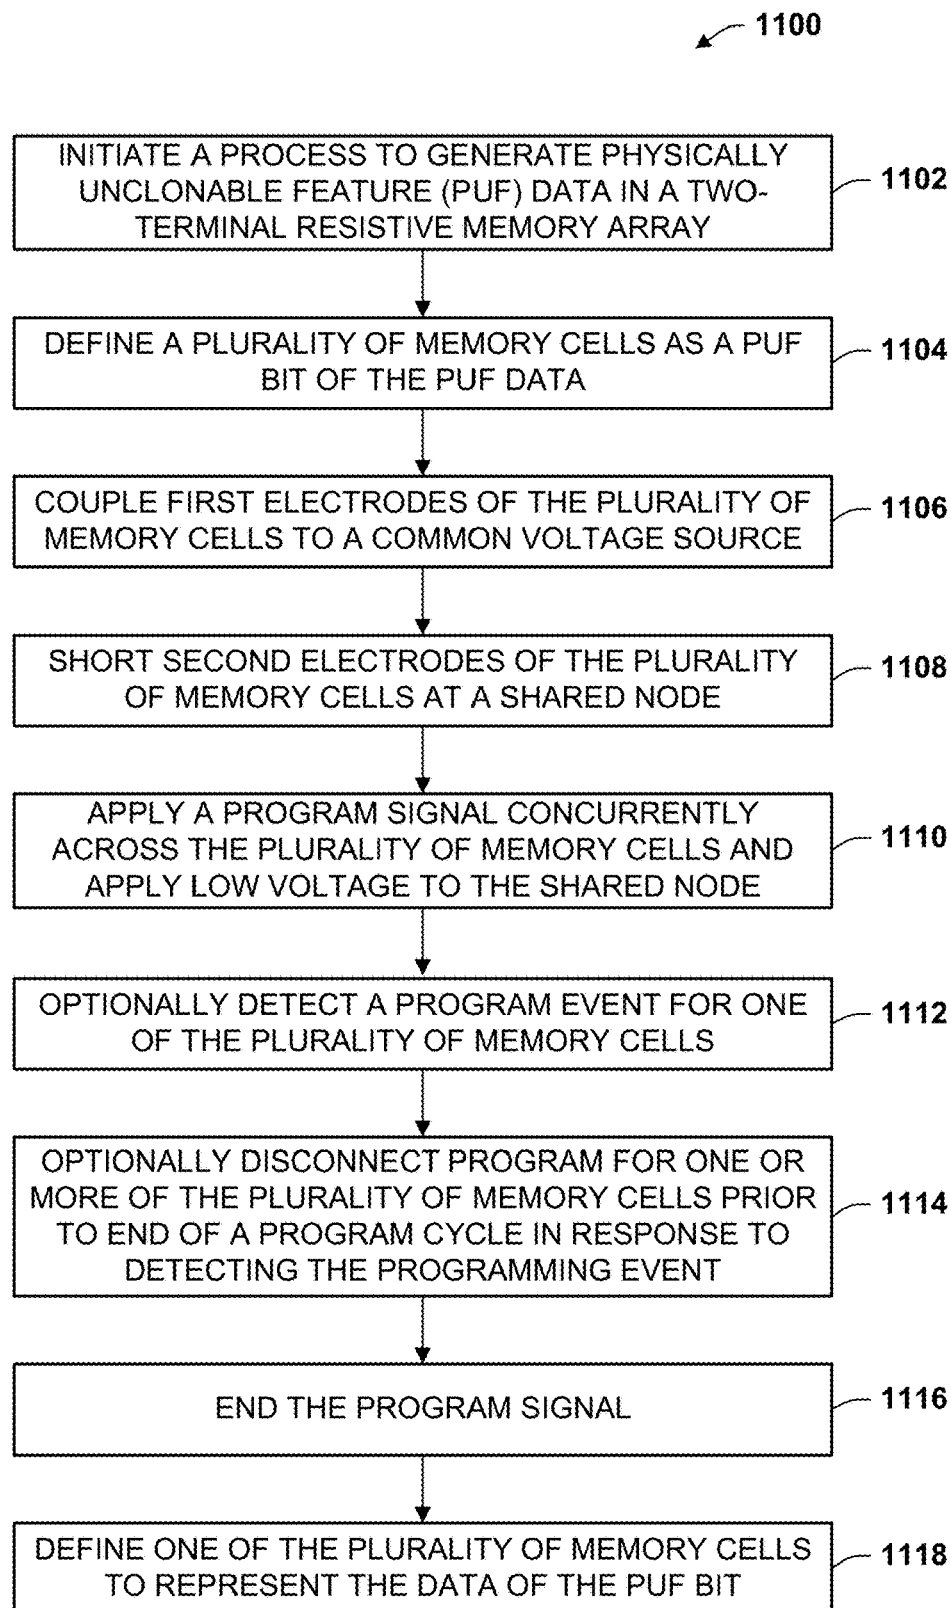 1100
INITIATE A PROCESS TO GENERATE PHYSICALLY
UNCLONABLE FEATURE (PUF) DATA IN A TWO-
TERMINAL RESISTIVE MEMORY ARRAY
1102
DEFINE A PLURALITY OF MEMORY CELLS AS A PUF
BIT OF THE PUF DATA
1104
COUPLE FIRST ELECTRODES OF THE PLURALITY OF
MEMORY CELLS TO A COMMON VOLTAGE SOURCE
1106
SHORT SECOND ELECTRODES OF THE PLURALITY
OF MEMORY CELLS AT A SHARED NODE
1108
APPLY A PROGRAM SIGNAL CONCURRENTLY
ACROSS THE PLURALITY OF MEMORY CELLS AND
APPLY LOW VOLTAGE TO THE SHARED NODE
1110
OPTIONALLY DETECT A PROGRAM EVENT FOR ONE
OF THE PLURALITY OF MEMORY CELLS
1112
OPTIONALLY DISCONNECT PROGRAM FOR ONE OR
MORE OF THE PLURALITY OF MEMORY CELLS PRIOR
TO END OF A PROGRAM CYCLE IN RESPONSE TO
DETECTING THE PROGRAMMING EVENT
1114
END THE PROGRAM SIGNAL
1116
DEFINE ONE OF THE PLURALITY OF MEMORY CELLS
TO REPRESENT THE DATA OF THE PUF BIT
1118